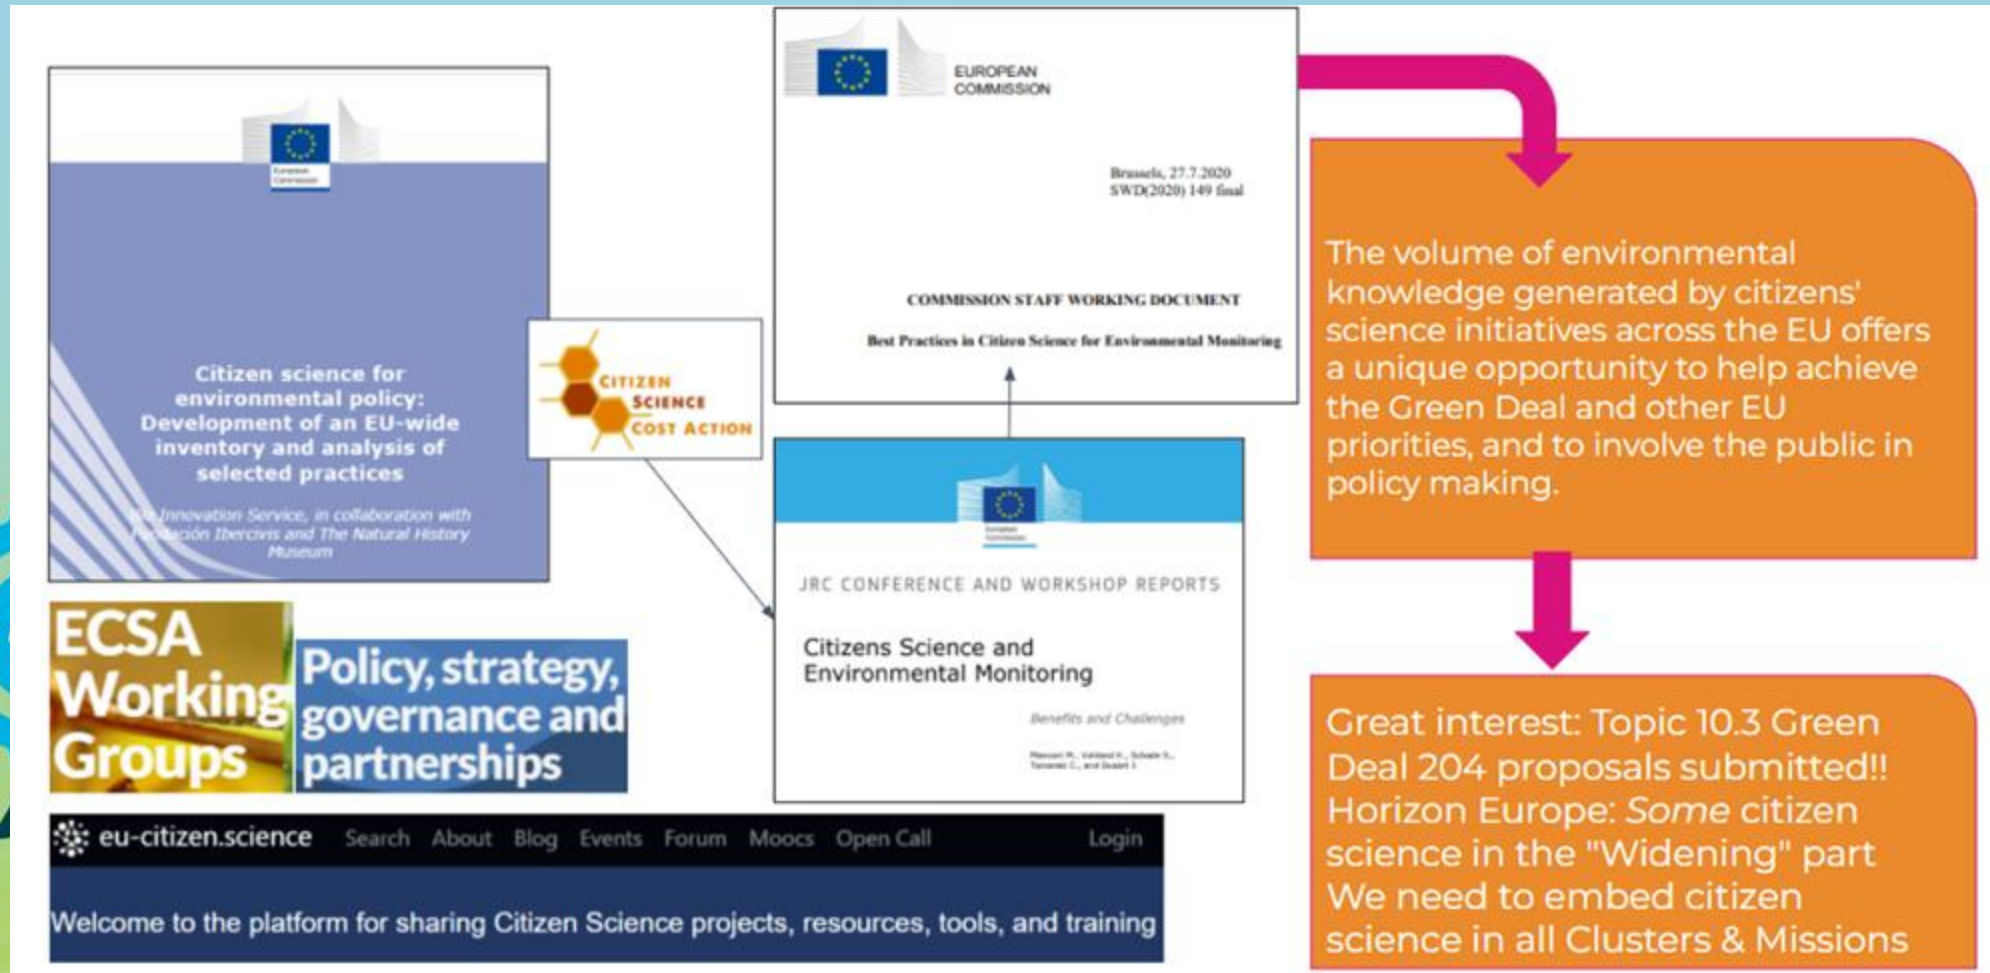 European
Commission
Citizen science for
environmental policy:
Development of an EU-wide
inventory and analysis of
selected practices
Innovation Service, in collaboration with
Fundación Ibercivis and The Natural History
Museum
CITIZEN
SCIENCE
COST ACTION
EUROPEAN
COMMISSION
Brussels, 27.7.2020
SWD(2020) 149 final
COMMISSION STAFF WORKING DOCUMENT
Best Practices in Citizen Science for Environmental Monitoring
European
Commission
JRC CONFERENCE AND WORKSHOP REPORTS
Citizens Science and
Environmental Monitoring
Benefits and Challenges
ECSA
Working
Groups
Policy, strategy,
governance and
partnerships
eu-citizen.science Search About Blog Events Forum Moocs Open Call Login
Welcome to the platform for sharing Citizen Science projects, resources, tools, and training
The volume of environmental
knowledge generated by citizens'
science initiatives across the EU offers
a unique opportunity to help achieve
the Green Deal and other EU
priorities, and to involve the public in
policy making.
Great interest: Topic 10.3 Green
Deal 204 proposals submitted!!
Horizon Europe: Some citizen
science in the "Widening" part
We need to embed citizen
science in all Clusters & Missions